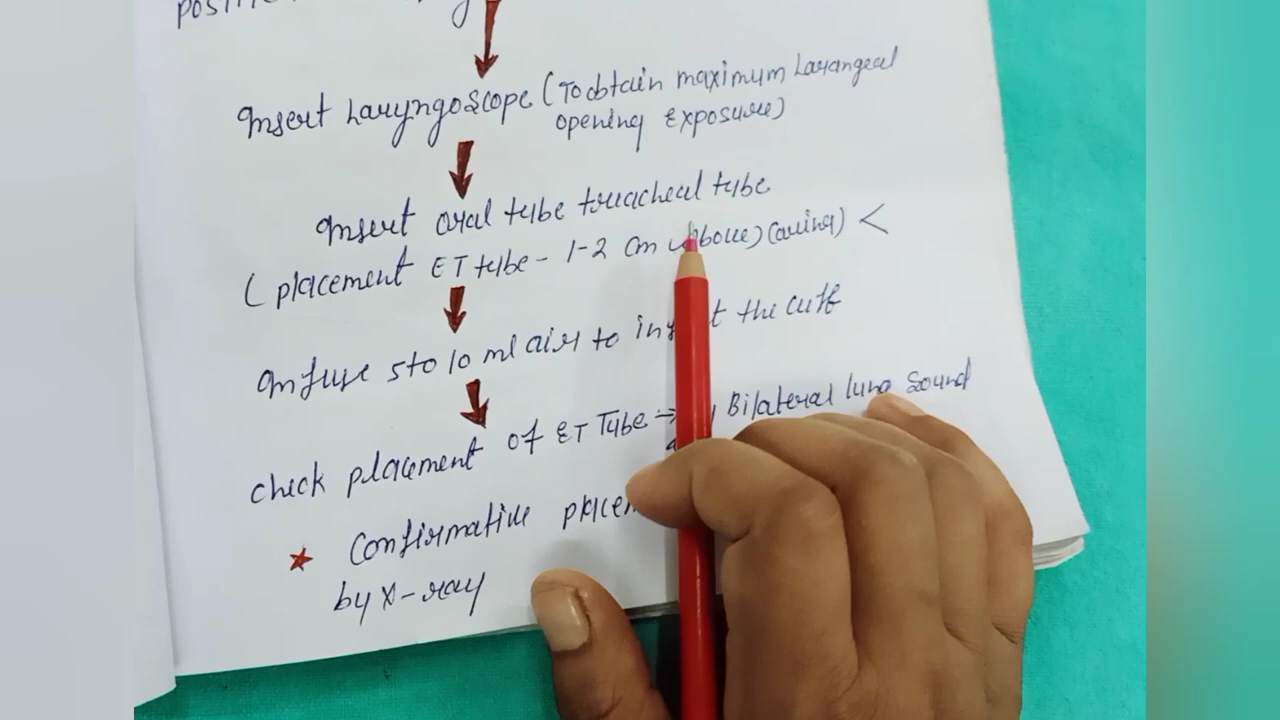 Insert Laryngoscope (To obtain maximum Larangeal
opening Exposure)
Insert oral tube treacheal tube
( placement ET tube - 1-2 cm above) (carina) <
Infuse 5 to 10 ml air to the cuff
check placement of ET Tube → Bilateral lung sound
★ Confirmative
by X-ray